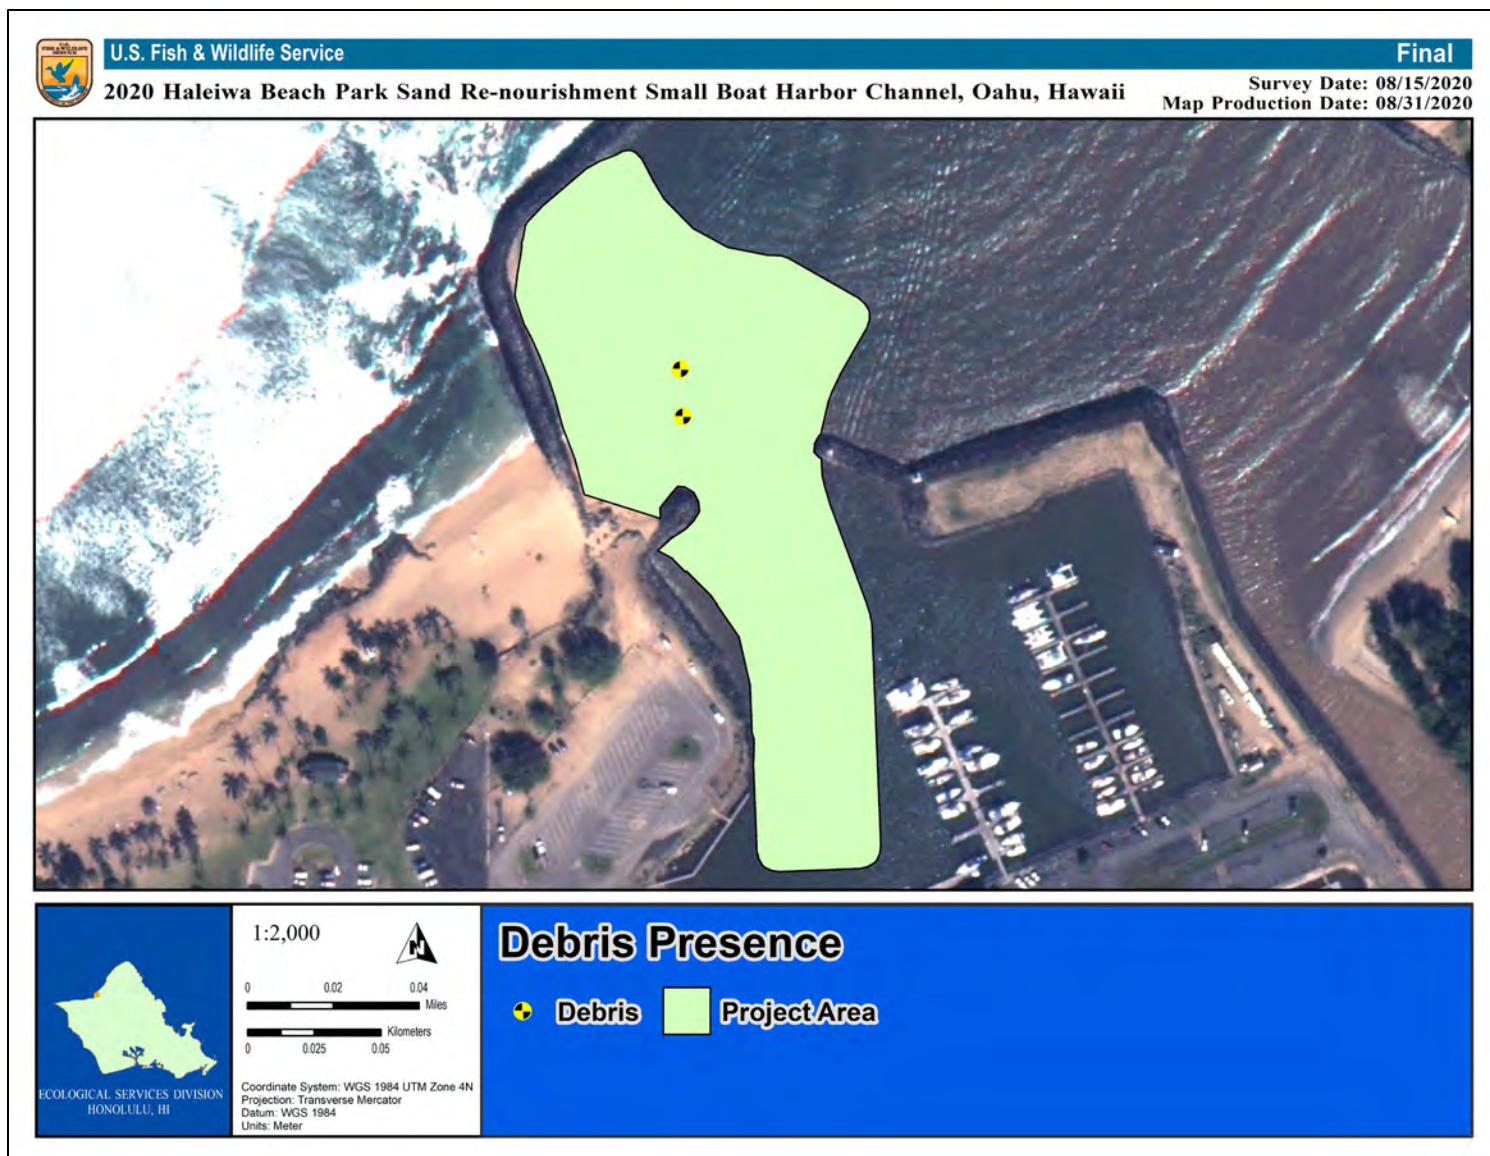 U.S.
FISH & WILDLIFE
SERVICE
U.S. Fish & Wildlife Service
Final
2020 Haleiwa Beach Park Sand Re-nourishment Small Boat Harbor Channel, Oahu, Hawaii
Survey Date: 08/15/2020
Map Production Date: 08/31/2020
ECOLOGICAL SERVICES DIVISION
HONOLULU, HI
1:2,000
N
0 0.02 0.04
Miles
Kilometers
0 0.025 0.05
Coordinate System: WGS 1984 UTM Zone 4N
Projection: Transverse Mercator
Datum: WGS 1984
Units: Meter
Debris Presence
Debris
Project Area